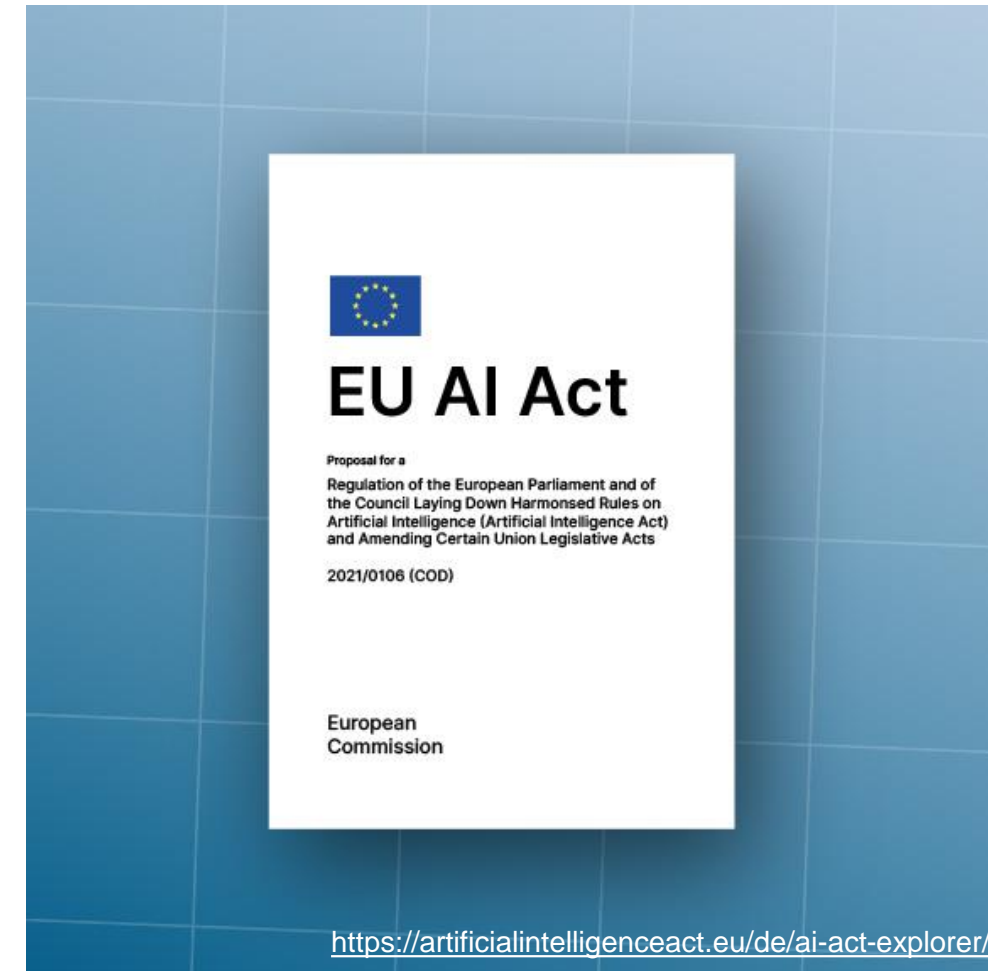 EU AI Act
Proposal for a
Regulation of the European Parliament and of
the Council Laying Down Harmonsed Rules on
Artificial Intelligence (Artificial Intelligence Act)
and Amending Certain Union Legislative Acts
2021/0106 (COD)
European
Commission
https://artificialintelligenceact.eu/de/ai-act-explorer/